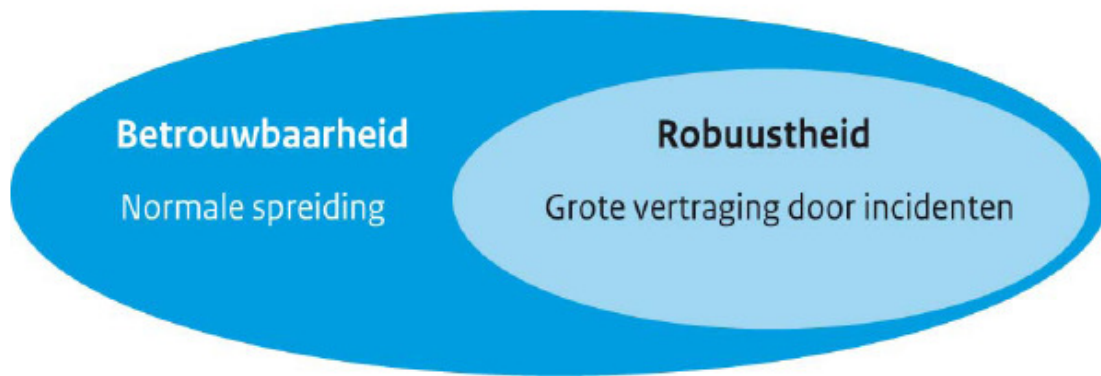 Betrouwbaarheid
Normale spreiding
Robuustheid
Grote vertraging door incidenten